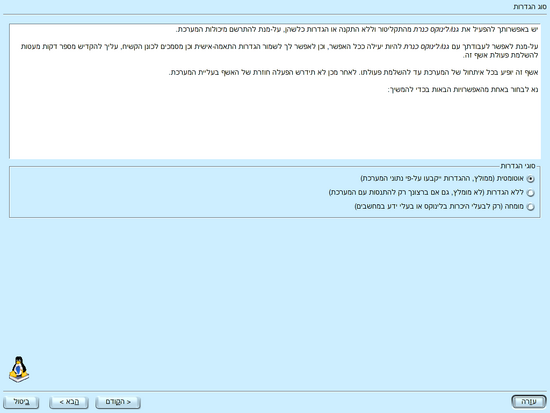 סוג הגדרות
יש באפשרותך להפעיל את גנו/לינוקס כנרת מהתקליטור וללא התקנה או הגדרות כלשהן, על-מנת להתרשם מיכולות המערכת.
על-מנת לאפשר לעבודתך עם גנו/לינוקס כנרת להיות יעילה ככל האפשר, וכן לאפשר לך לשמור הגדרות התאמה-אישית וכן מסמכים לכונן הקשיח, עליך להקדיש מספר דקות מעטות
להשלמת פעולת אשף זה.
אשף זה יופיע בכל איתחול של המערכת עד להשלמת פעולתו. לאחר מכן לא תידרש הפעלה חוזרת של האשף בעליית המערכת.
נא לבחור באחת מהאפשרויות הבאות בכדי להמשיך:
סוגי הגדרות
אוטומטית (ממולץ, ההגדרות ייקבעו על-פי נתוני המערכת)
ללא הגדרות (לא מומלץ, גם אם ברצונך רק להתנסות עם המערכת)
מומחה (רק לבעלי היכרות בלינוקס או בעלי ידע במחשבים)
עזרה
< הקודם
הבא >
ביטול